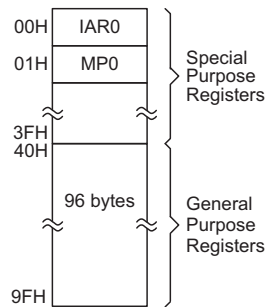 00H IAR0
01H MP0
Special
Purpose
Registers
3FH
40H
96 bytes
General
Purpose
Registers
9FH